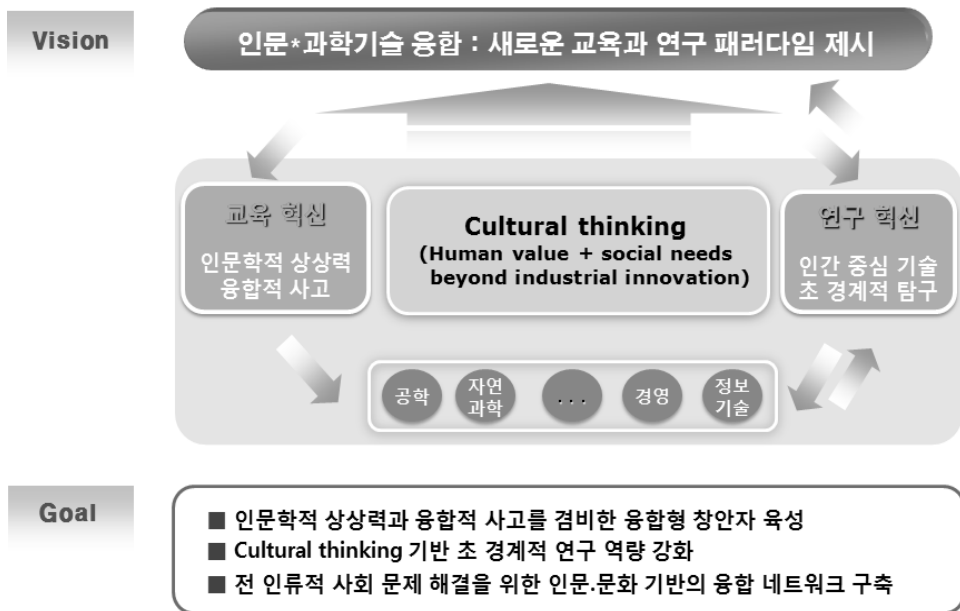 Vision
인문*과학기술 융합 : 새로운 교육과 연구 패러다임 제시
교육 혁신
인문학적 상상력
융합적 사고
Cultural thinking
(Human value + social needs
beyond industrial innovation)
연구 혁신
인간 중심 기술
초 경계적 탐구
공학
자연
과학
...
경영
정보
기술
Goal
■ 인문학적 상상력과 융합적 사고를 겸비한 융합형 창안자 육성
■ Cultural thinking 기반 초 경계적 연구 역량 강화
■ 전 인류적 사회 문제 해결을 위한 인문.문화 기반의 융합 네트워크 구축